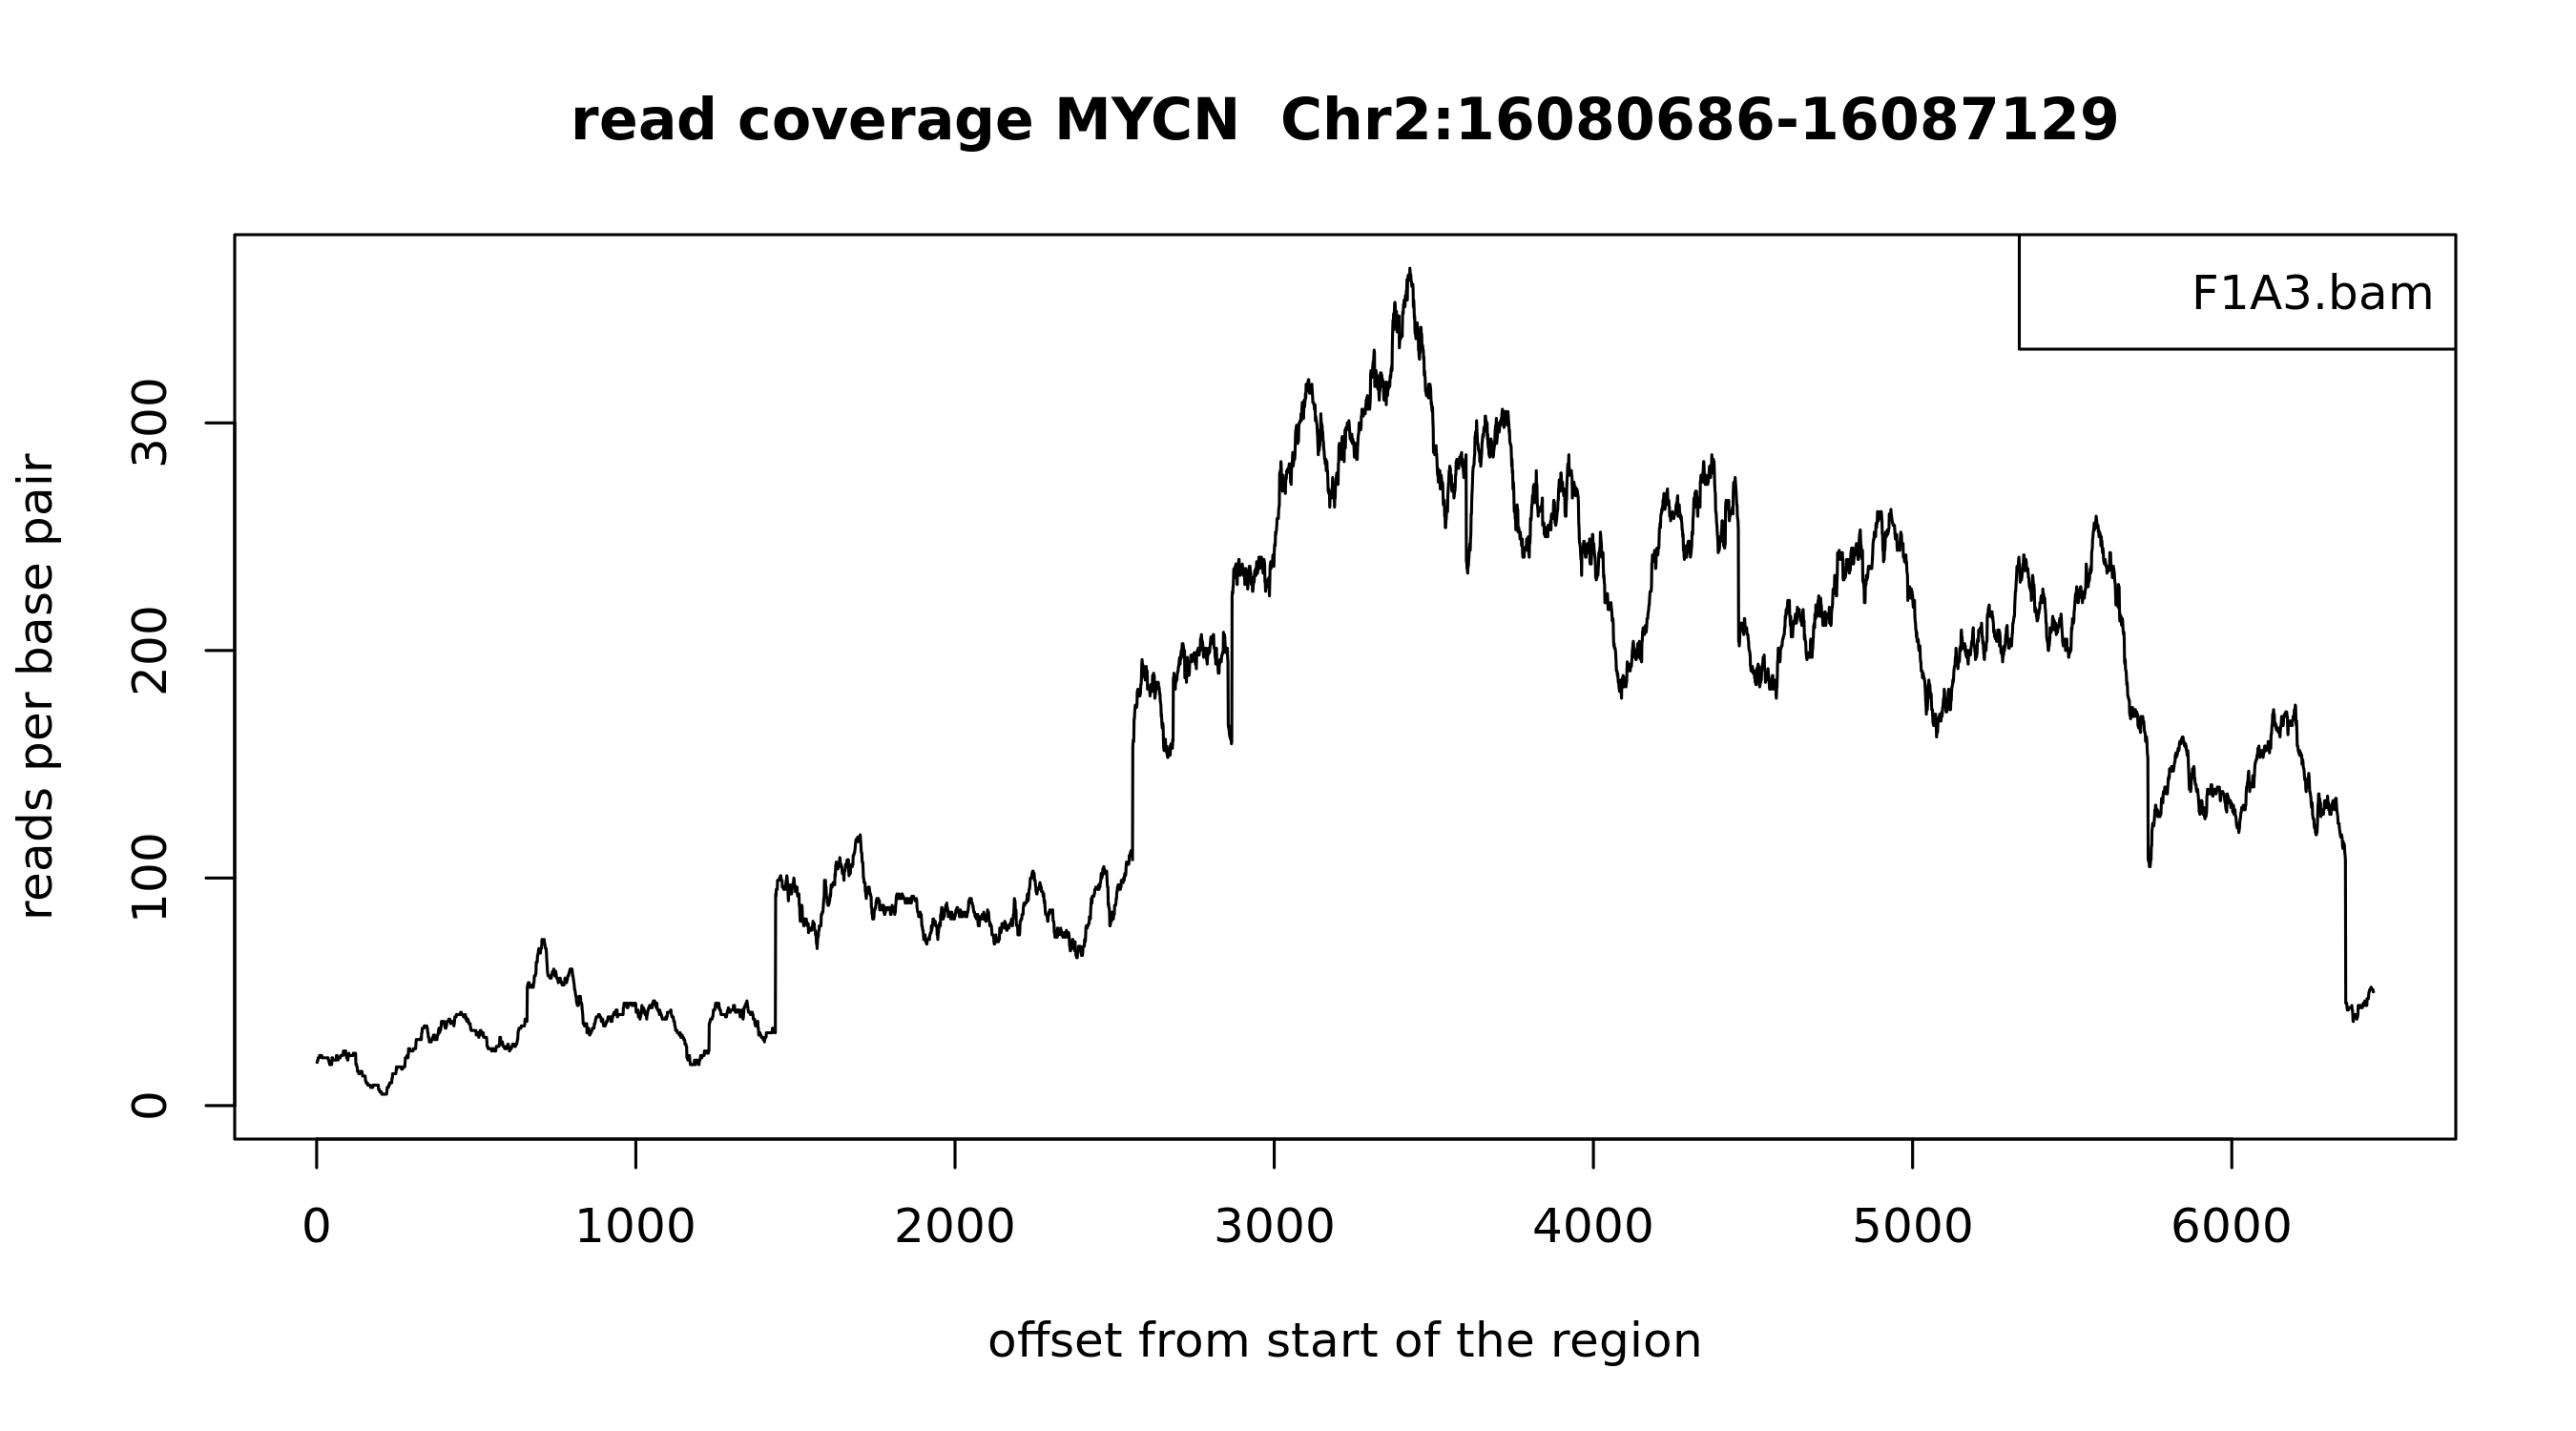 read coverage MYCN  Chr2:16080686-16087129
F1A3.bam
reads per base pair
300
200
100
0
0 1000 2000 3000 4000 5000 6000
offset from start of the region